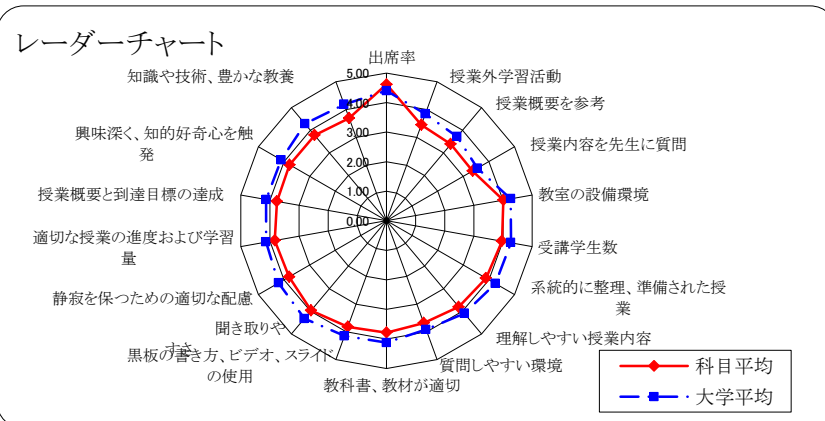 レーダーチャート
出席率
授業外学習活動
授業概要を参考
授業内容を先生に質問
教室の設備環境
受講学生数
系統的に整理、準備された授
業
理解しやすい授業内容
質問しやすい環境
教科書、教材が適切
黒板の書き方、ビデオ、スライド
の使用
聞き取りや
すさ
静寂を保つための適切な配慮
適切な授業の進度および学習
量
授業概要と到達目標の達成
興味深く、知的好奇心を触
発
知識や技術、豊かな教養
5.00
4.00
3.00
2.00
1.00
0.00
科目平均
大学平均